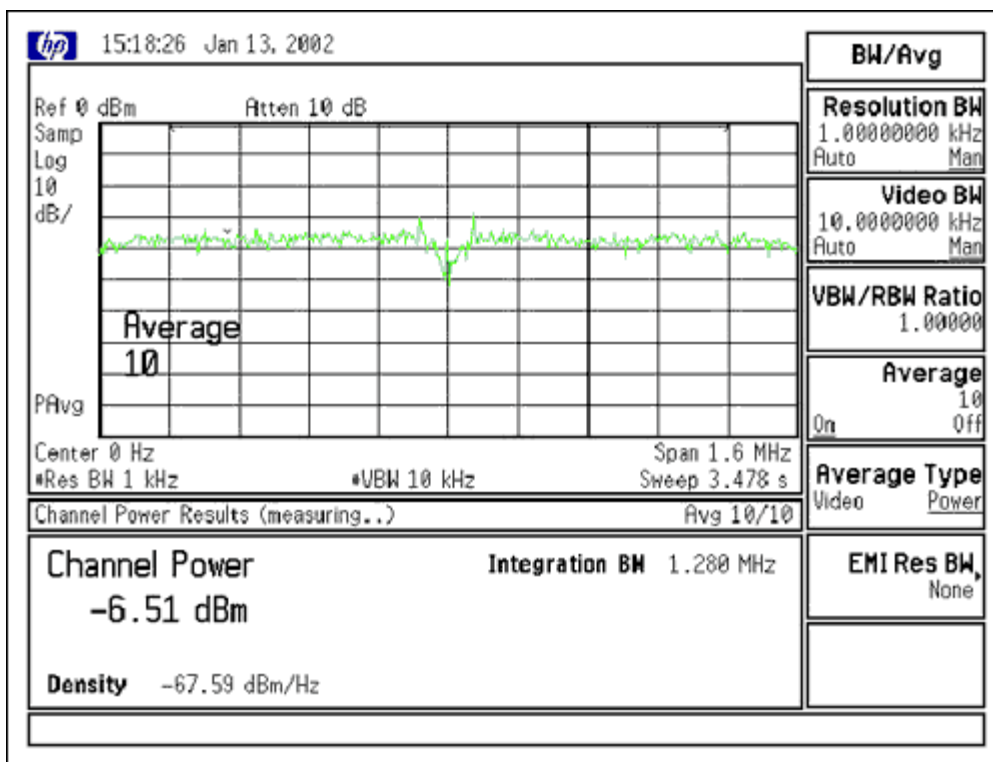 hp 15:18:26 Jan 13, 2002
Ref 0 dBm Atten 10 dB
Samp
Log
10
dB/
Average
10
PAvg
Center 0 Hz Span 1.6 MHz
#Res BW 1 kHz #VBW 10 kHz Sweep 3.478 s
Channel Power Results (measuring..) Avg 10/10
Channel Power Integration BW 1.280 MHz
-6.51 dBm
Density -67.59 dBm/Hz
BW/Avg
Resolution BW
1.00000000 kHz
Auto Man
Video BW
10.0000000 kHz
Auto Man
VBW/RBW Ratio
1.00000
Average
10
On Off
Average Type
Video Power
EMI Res BW
None